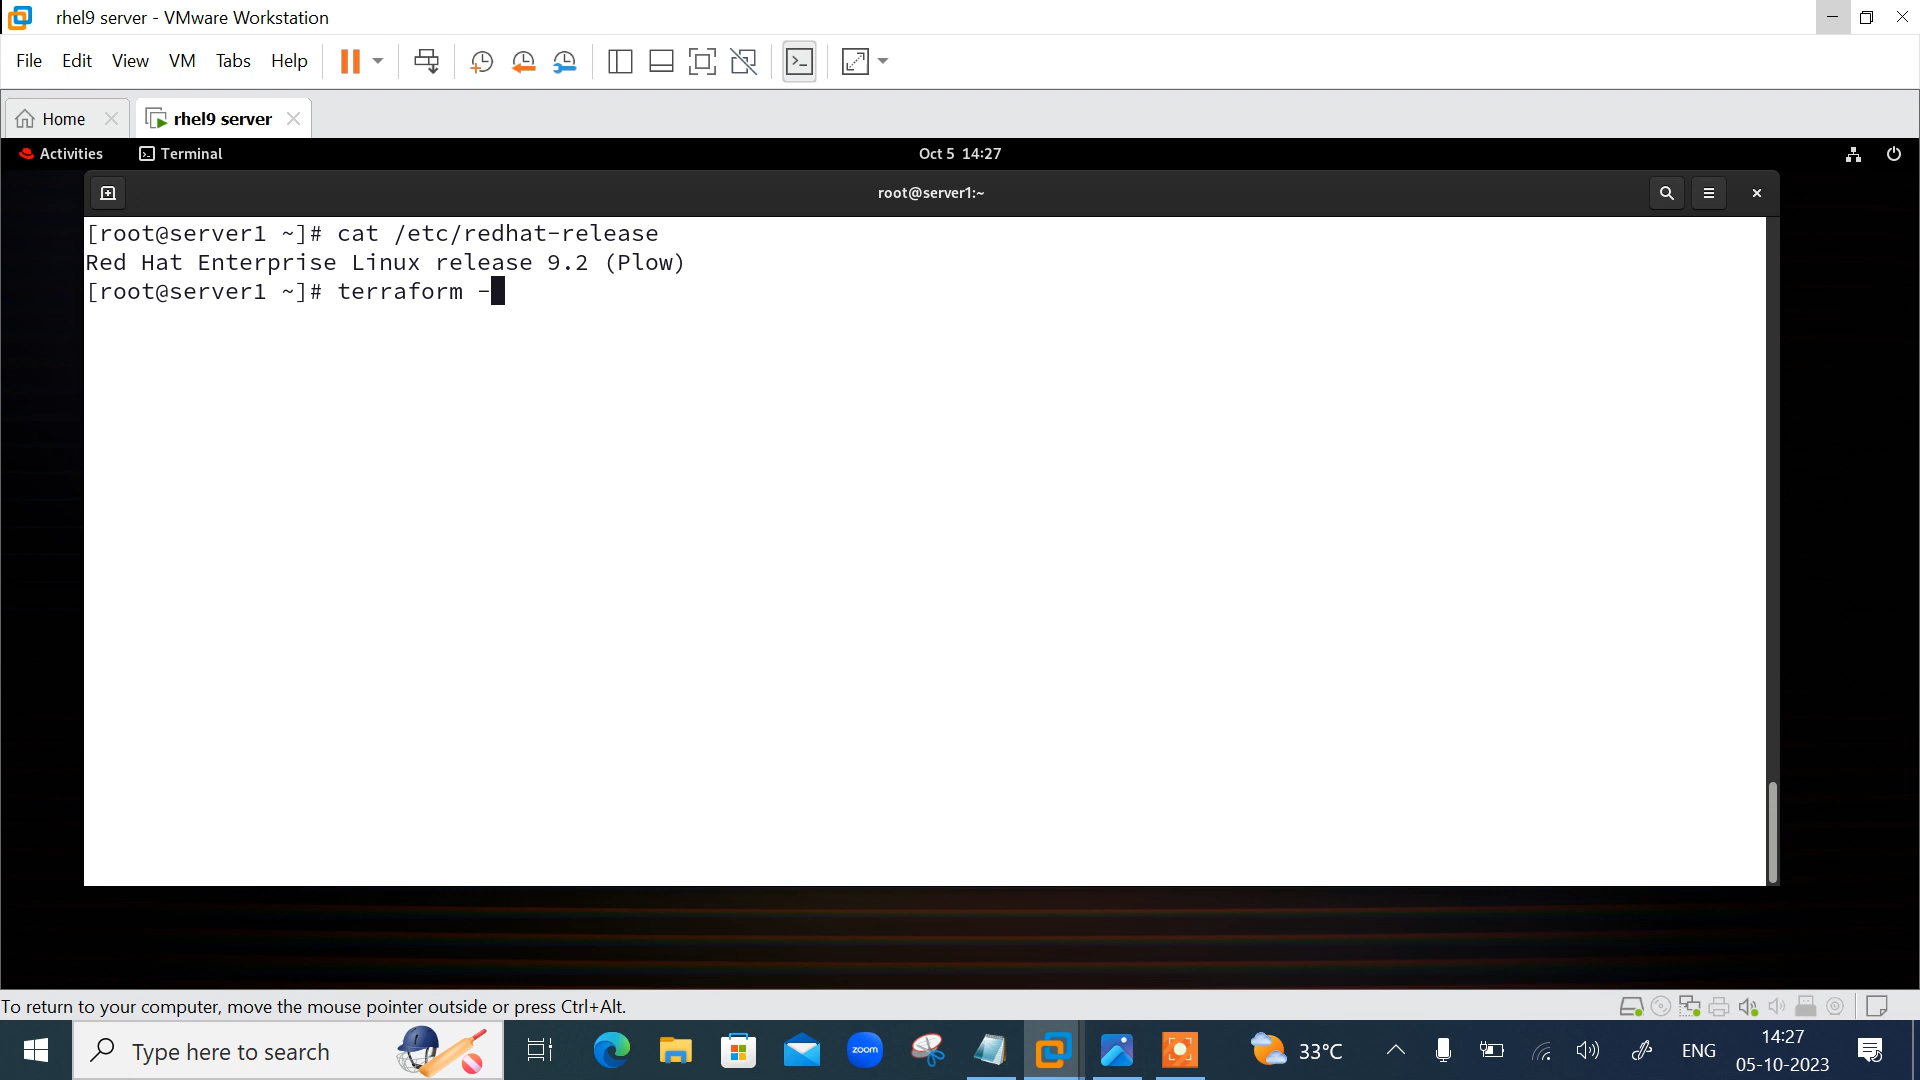 rhel9 server - VMware Workstation
File Edit View VM Tabs Help
Home rhel9 server
Activities Terminal Oct 5 14:27
root@server1:~
[root@server1 ~]# cat /etc/redhat-release
Red Hat Enterprise Linux release 9.2 (Plow)
[root@server1 ~]# terraform -
To return to your computer, move the mouse pointer outside or press Ctrl+Alt.
Type here to search zoom 33°C ENG 14:27
05-10-2023